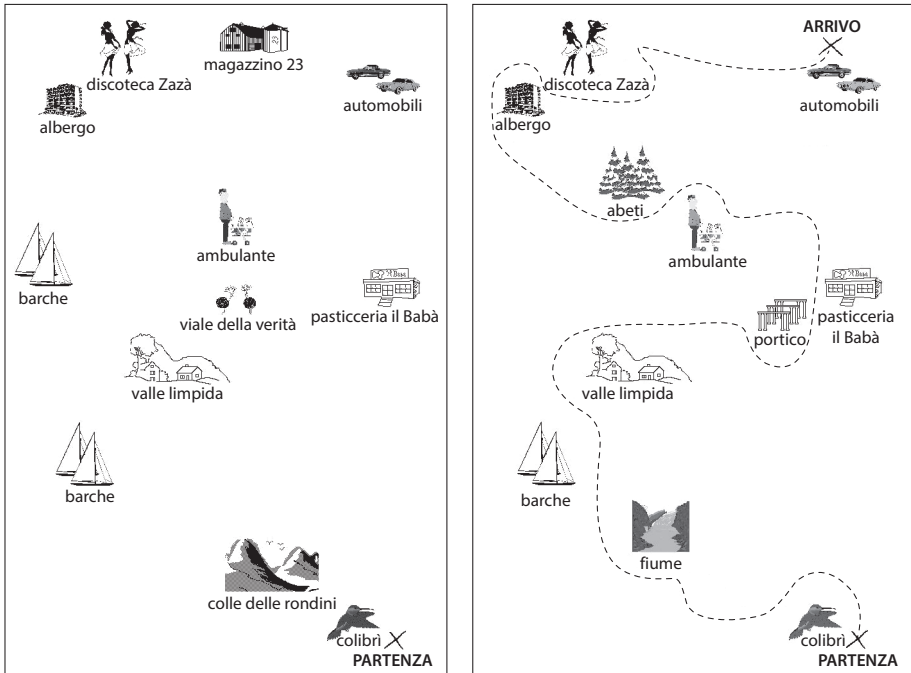 discoteca Zazà
magazzino 23
automobili
albergo
ambulante
barche
viale della verità
pasticceria il Babà
valle limpida
barche
colle delle rondini
colibrì
PARTENZA
ARRIVO
discoteca Zazà
automobili
albergo
abeti
ambulante
portico
pasticceria
il Babà
valle limpida
barche
fiume
colibrì
PARTENZA